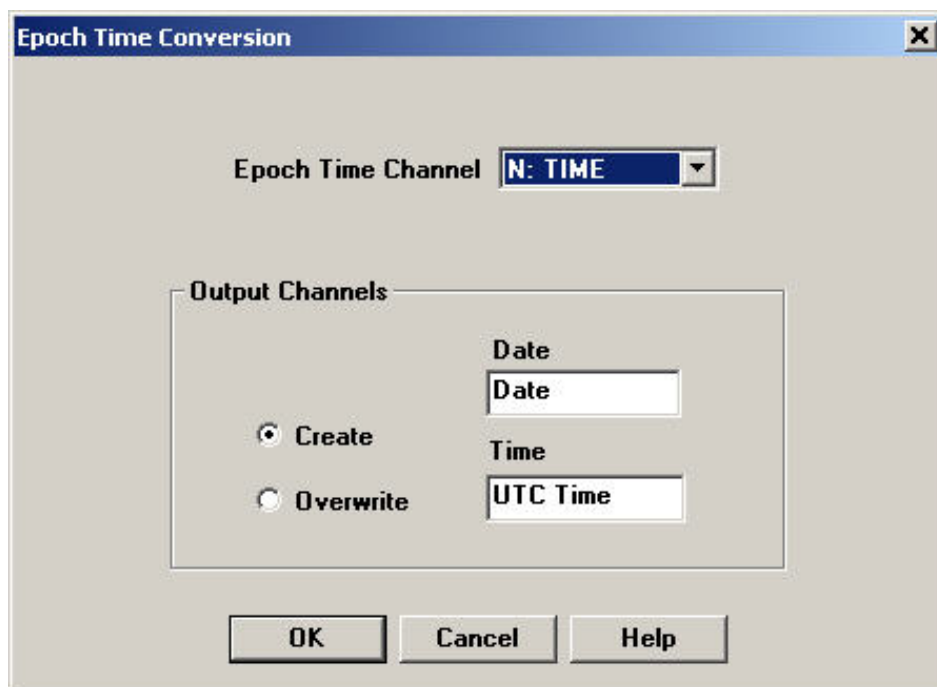 Epoch Time Conversion
Epoch Time Channel N: TIME
Output Channels
Date
Date
Create
Time
Overwrite
UTC Time
OK Cancel Help